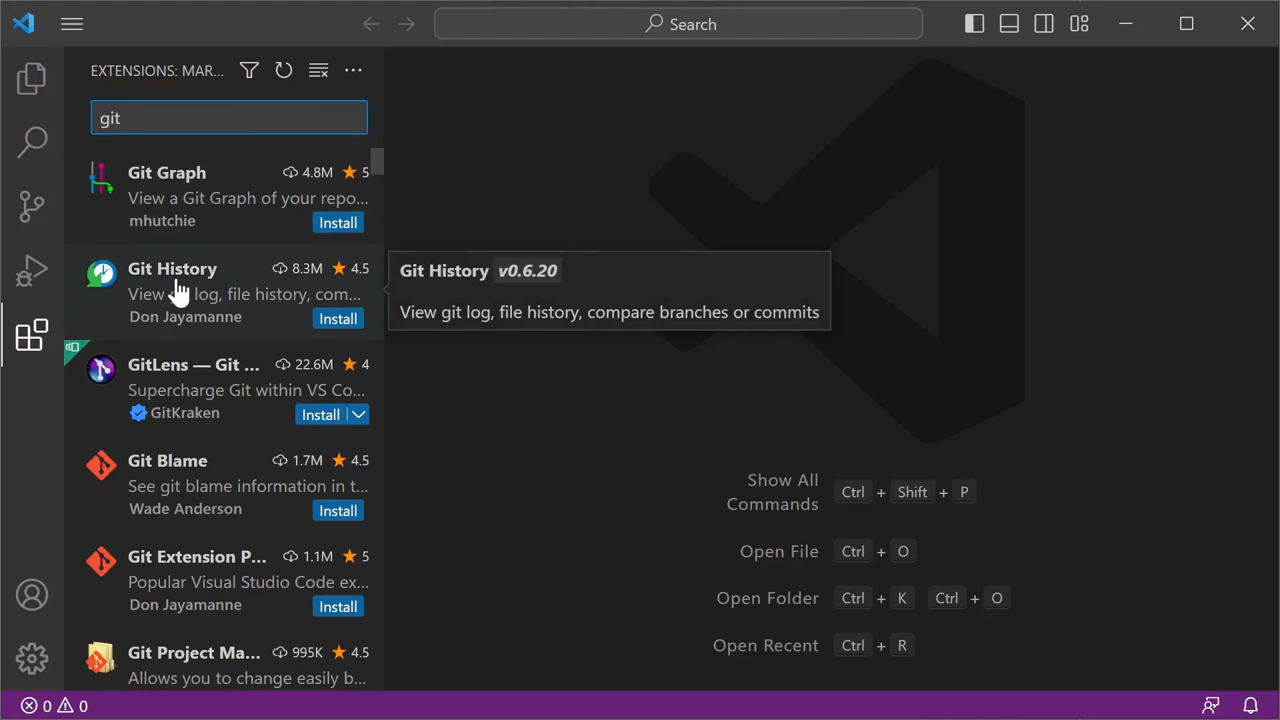 Search
EXTENSIONS: MAR...
git
Git Graph 4.8M 5
View a Git Graph of your repo...
mhutchie Install
Git History 8.3M 4.5
View log, file history, com...
Don Jayamanne Install
Git History v0.6.20
View git log, file history, compare branches or commits
GitLens — Git ... 22.6M 4
Supercharge Git within VS Co...
GitKraken Install
Git Blame 1.7M 4.5
See git blame information in t...
Wade Anderson Install
Git Extension P... 1.1M 5
Popular Visual Studio Code ex...
Don Jayamanne Install
Git Project Ma... 995K 4.5
Allows you to change easily b...
Show All Commands Ctrl + Shift + P
Open File Ctrl + O
Open Folder Ctrl + K Ctrl + O
Open Recent Ctrl + R
0 0